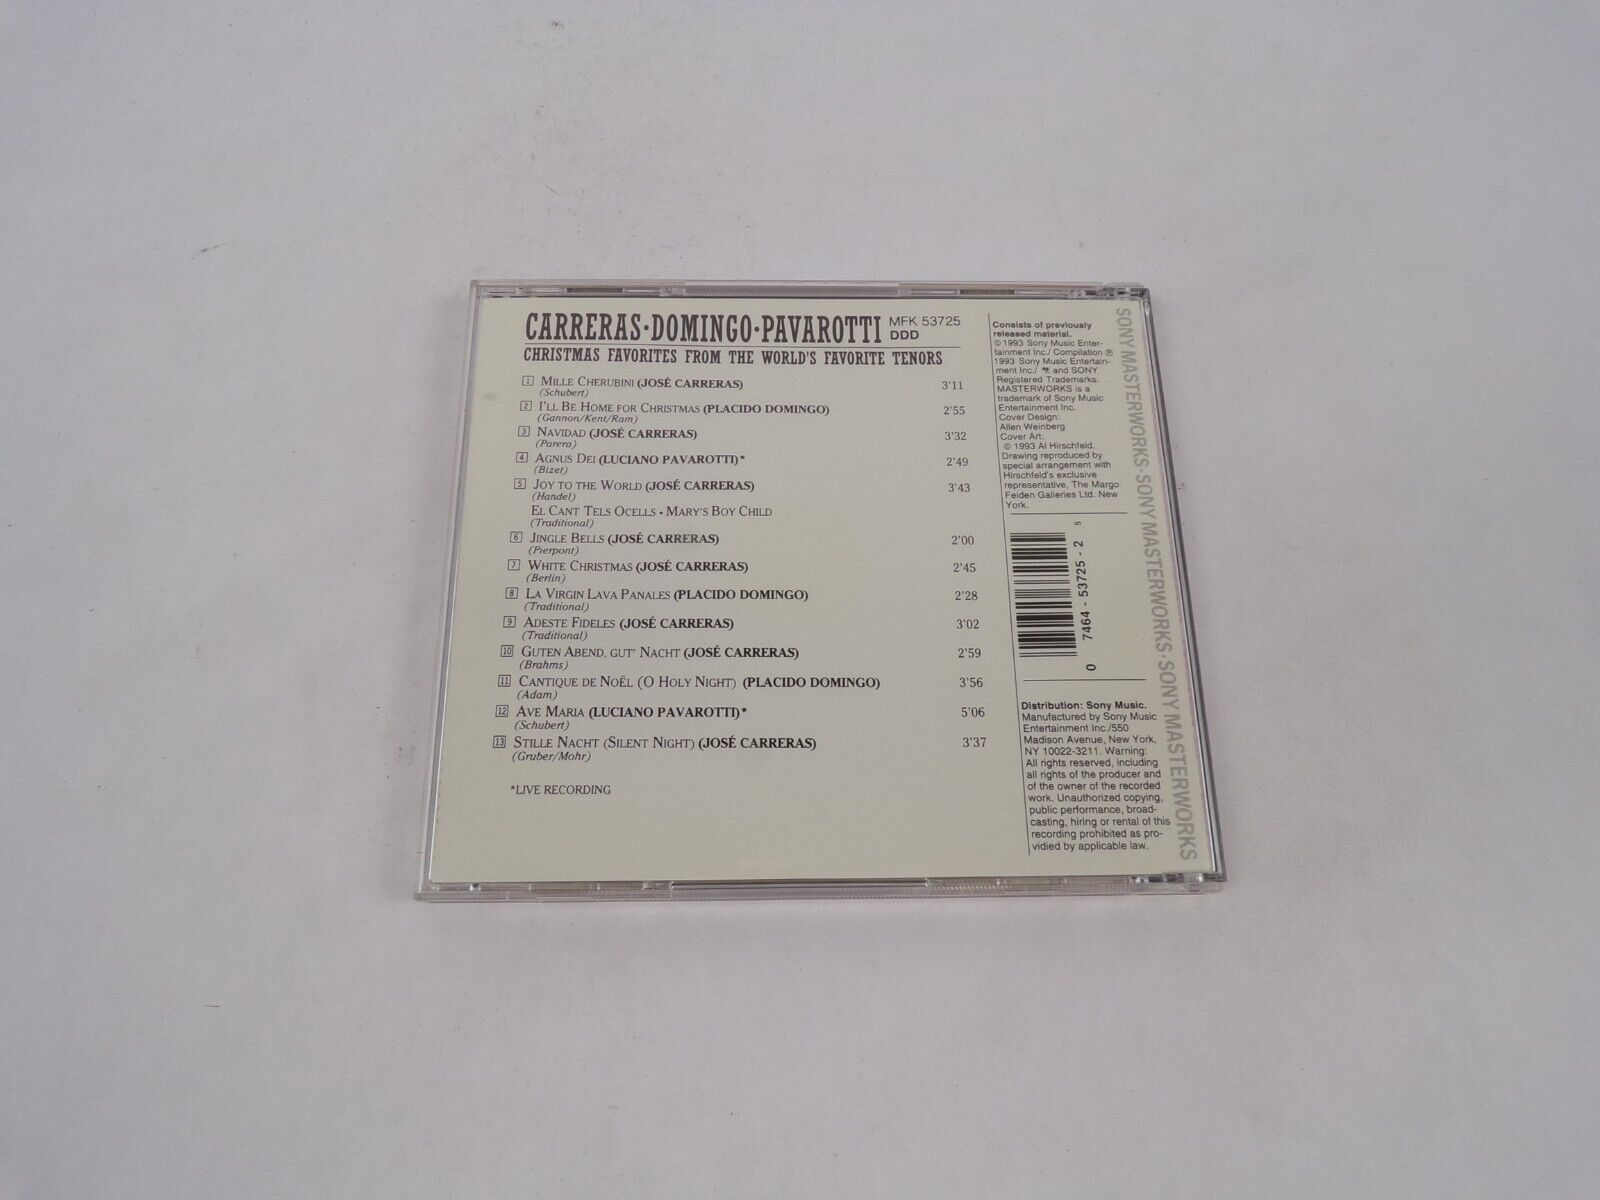 CARRERAS·DOMINGO·PAVAROTTI
MFK 53725
DDD
CHRISTMAS FAVORITES FROM THE WORLD'S FAVORITE TENORS
1 MILLE CHERUBINI (JOSÉ CARRERAS) 3'11
(Schubert)
2 I'LL BE HOME FOR CHRISTMAS (PLACIDO DOMINGO) 2'55
(Gannon/Kent/Ram)
3 NAVIDAD (JOSÉ CARRERAS) 3'32
(Parera)
4 AGNUS DEI (LUCIANO PAVAROTTI)* 2'49
(Bizet)
5 JOY TO THE WORLD (JOSÉ CARRERAS) 3'43
(Handel)
EL CANT TELS OCELLS • MARY'S BOY CHILD
(Traditional)
6 JINGLE BELLS (JOSÉ CARRERAS) 2'00
(Pierpont)
7 WHITE CHRISTMAS (JOSÉ CARRERAS) 2'45
(Berlin)
8 LA VIRGIN LAVA PANALES (PLACIDO DOMINGO) 2'28
(Traditional)
9 ADESTE FIDELES (JOSÉ CARRERAS) 3'02
(Traditional)
10 GUTEN ABEND, GUT' NACHT (JOSÉ CARRERAS) 2'59
(Brahms)
11 CANTIQUE DE NOËL (O HOLY NIGHT) (PLACIDO DOMINGO) 3'56
(Adam)
12 AVE MARIA (LUCIANO PAVAROTTI)* 5'06
(Schubert)
13 STILLE NACHT (SILENT NIGHT) (JOSÉ CARRERAS) 3'37
(Gruber/Mohr)
*LIVE RECORDING
Consists of previously
released material.
© 1993 Sony Music Enter-
tainment Inc./ Compilation ℗
1993 Sony Music Entertain-
ment Inc./ and SONY
Registered Trademarks.
MASTERWORKS is a
trademark of Sony Music
Entertainment Inc.
Cover Design:
Allen Weinberg
Cover Art:
© 1993 Al Hirschfeld.
Drawing reproduced by
special arrangement with
Hirschfeld's exclusive
representative, The Margo
Feiden Galleries Ltd. New
York.
0 7464 - 53725 - 2 5
Distribution: Sony Music.
Manufactured by Sony Music
Entertainment Inc./550
Madison Avenue, New York,
NY 10022-3211. Warning:
All rights reserved, including
all rights of the producer and
of the owner of the recorded
work. Unauthorized copying,
public performance, broad-
casting, hiring or rental of this
recording prohibited as pro-
vidied by applicable law.
SONY MASTERWORKS·SONY MASTERWORKS·SONY MASTERWORKS